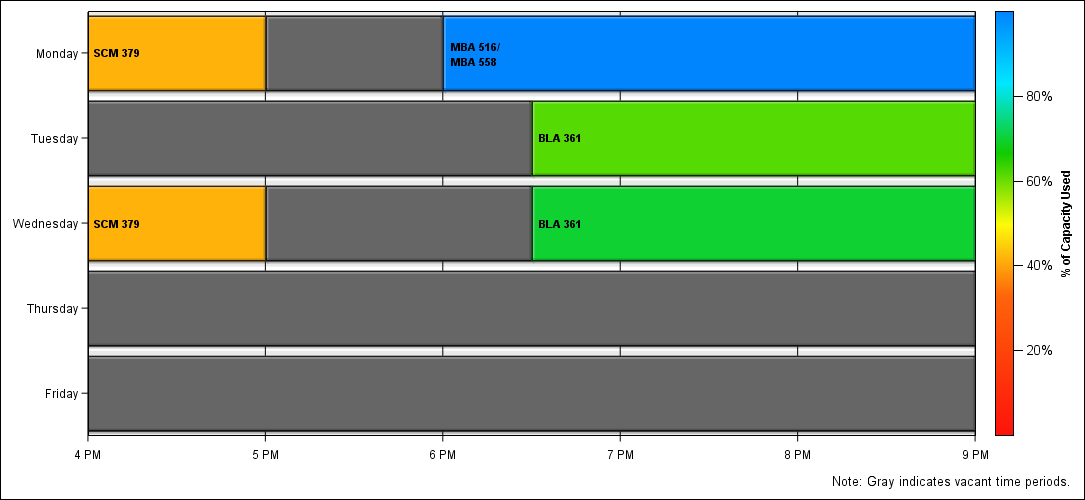 Monday
SCM 379
MBA 516/
MBA 558
Tuesday
BLA 361
Wednesday
SCM 379
BLA 361
Thursday
Friday
4 PM
5 PM
6 PM
7 PM
8 PM
9 PM
80%
60%
40%
20%
% of Capacity Used
Note: Gray indicates vacant time periods.